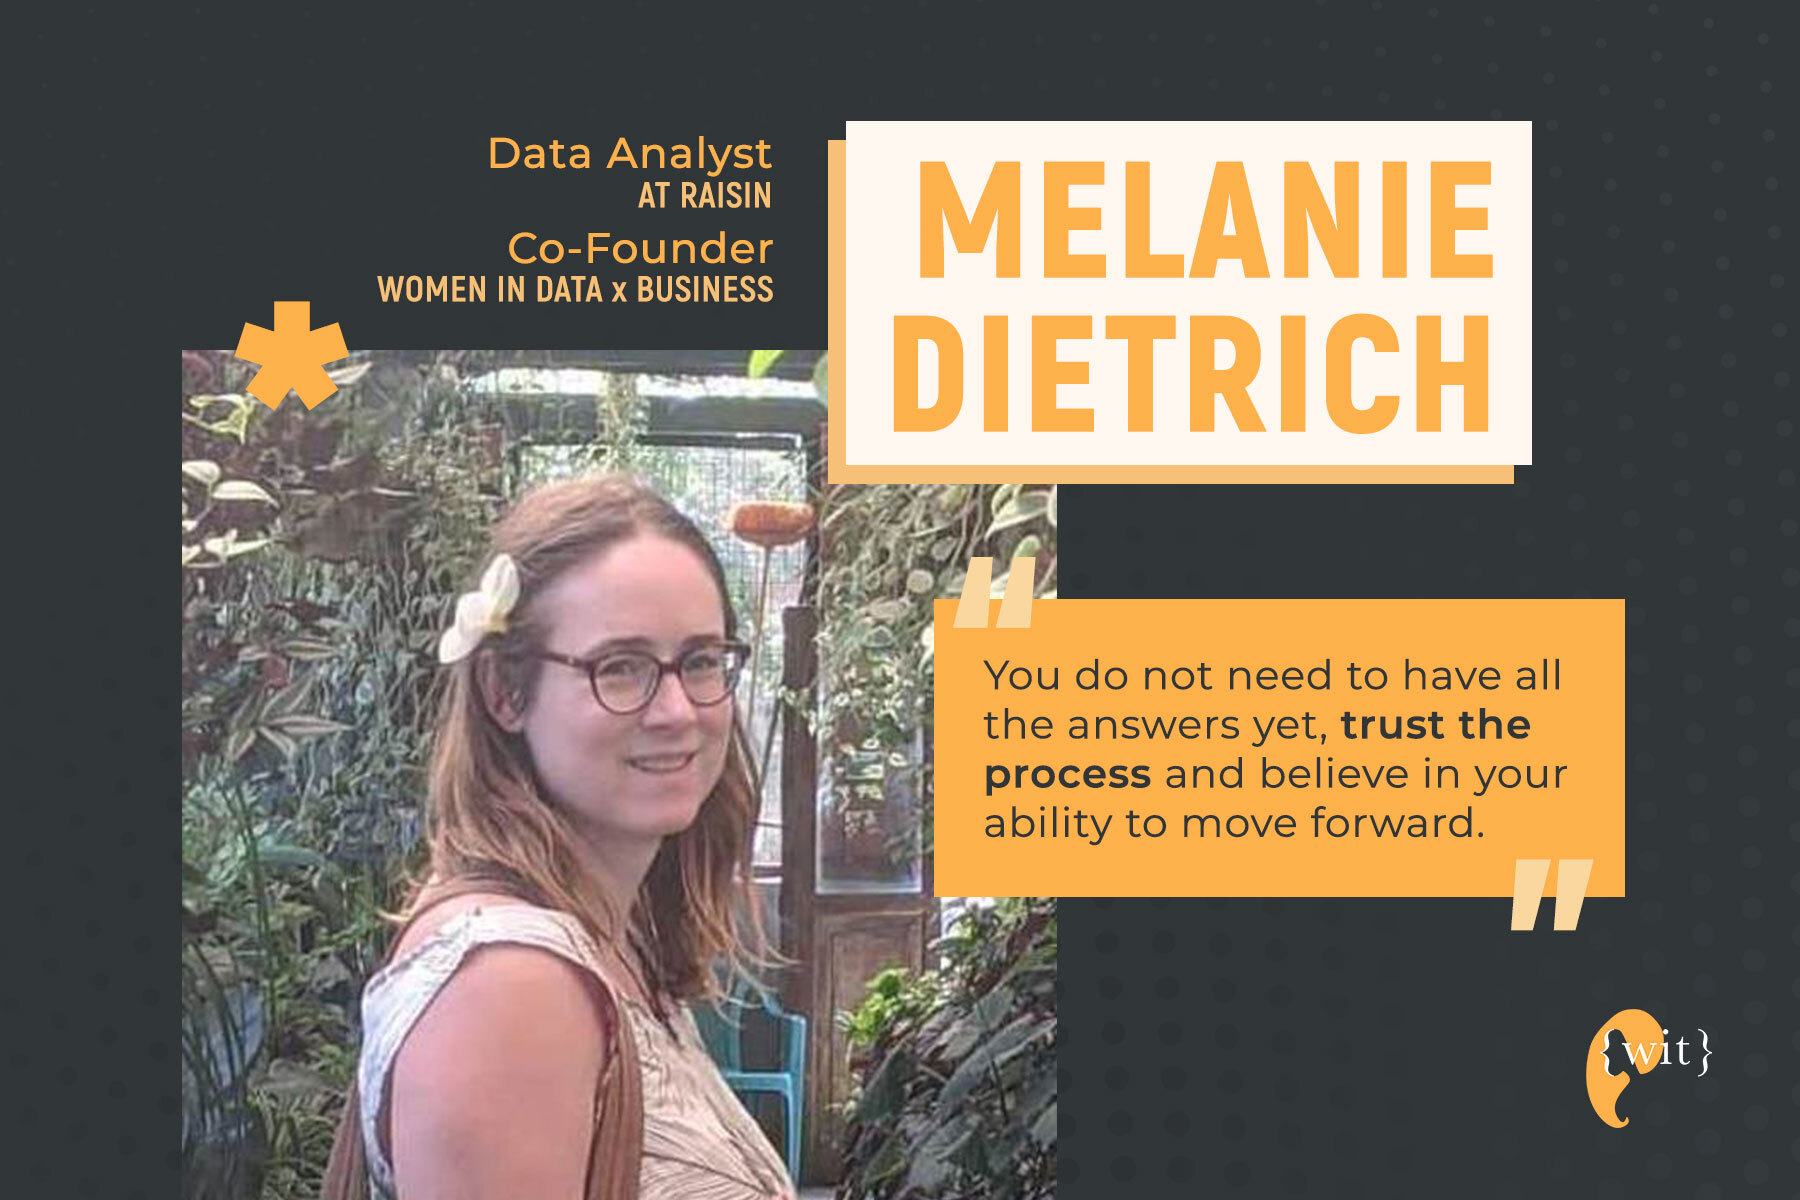 Data Analyst
AT RAISIN
Co-Founder
WOMEN IN DATA x BUSINESS
MELANIE
DIETRICH
“
You do not need to have all
the answers yet, trust the
process and believe in your
ability to move forward.
”
{wit}